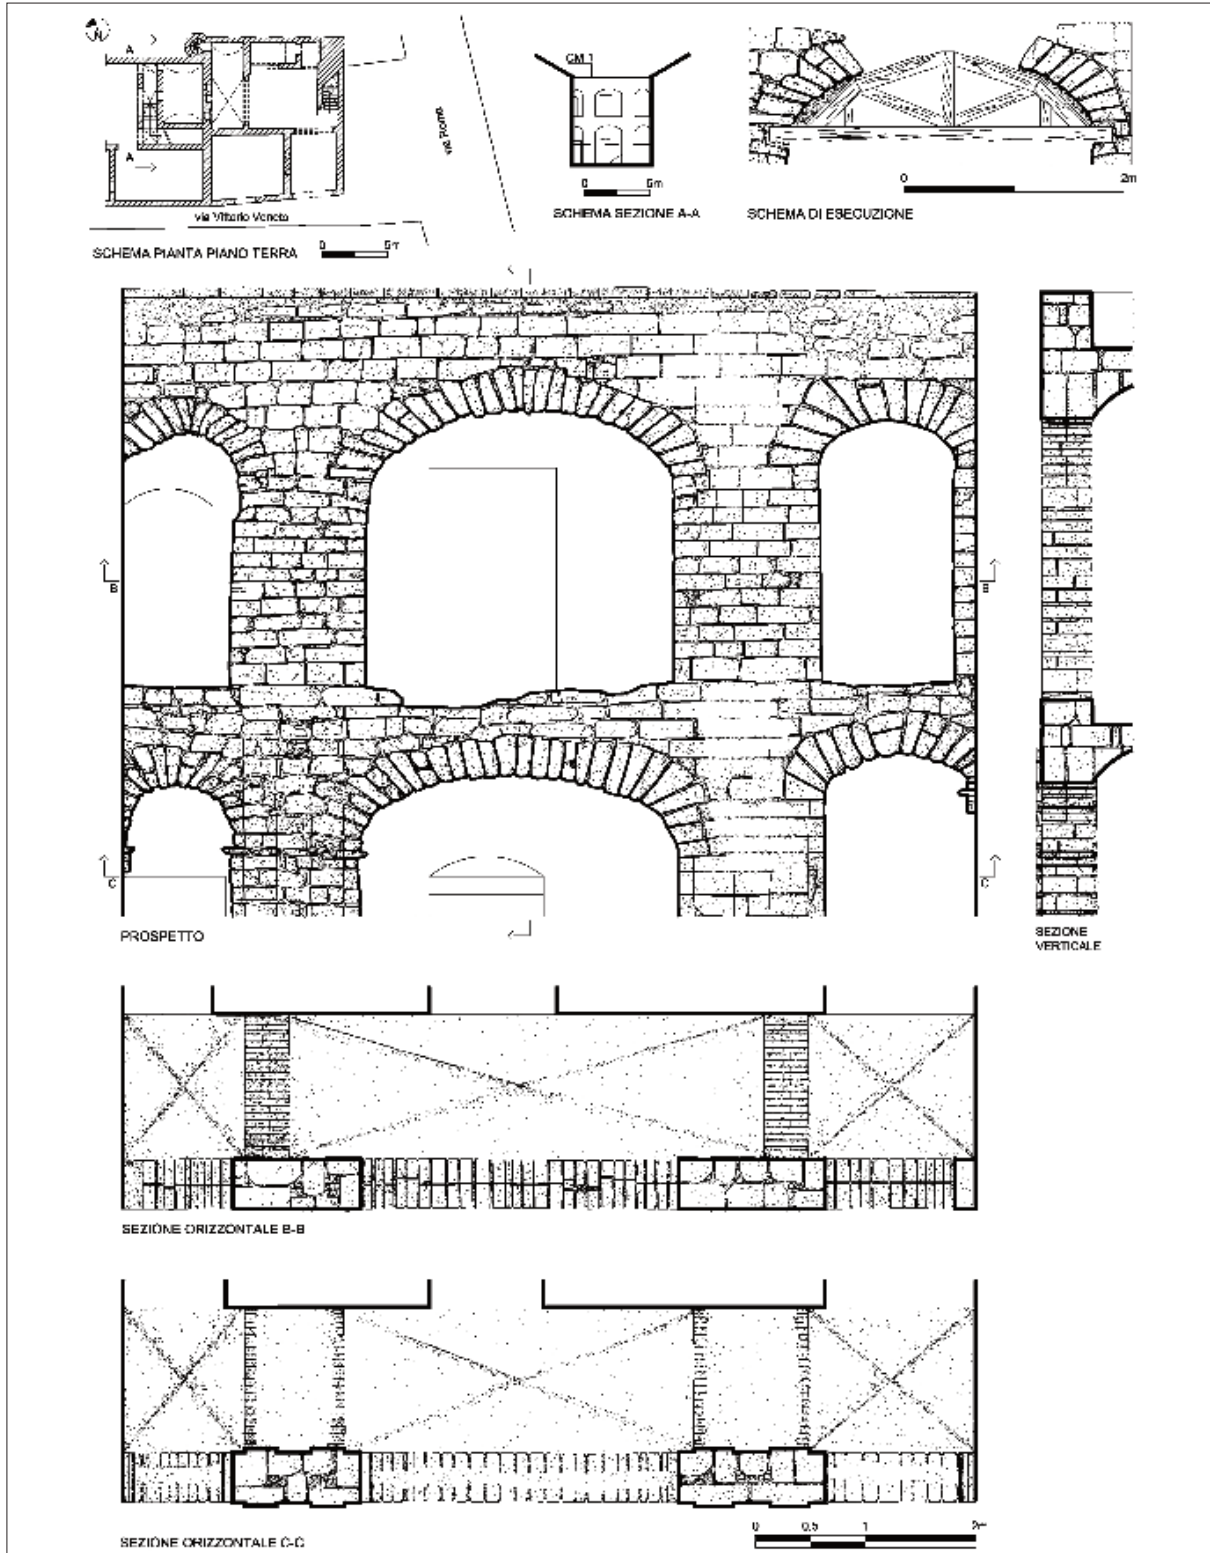 N
A
A
via Vittorio Veneto
via Roma
SCHEMA PIANTA PIANO TERRA
0 5m
CM 1
0 5m
SCHEMA SEZIONE A-A
0 2m
SCHEMA DI ESECUZIONE
B
B
C
C
PROSPETTO
SEZIONE
VERTICALE
SEZIONE ORIZZONTALE B-B
SEZIONE ORIZZONTALE C-C
0 0.5 1 2m